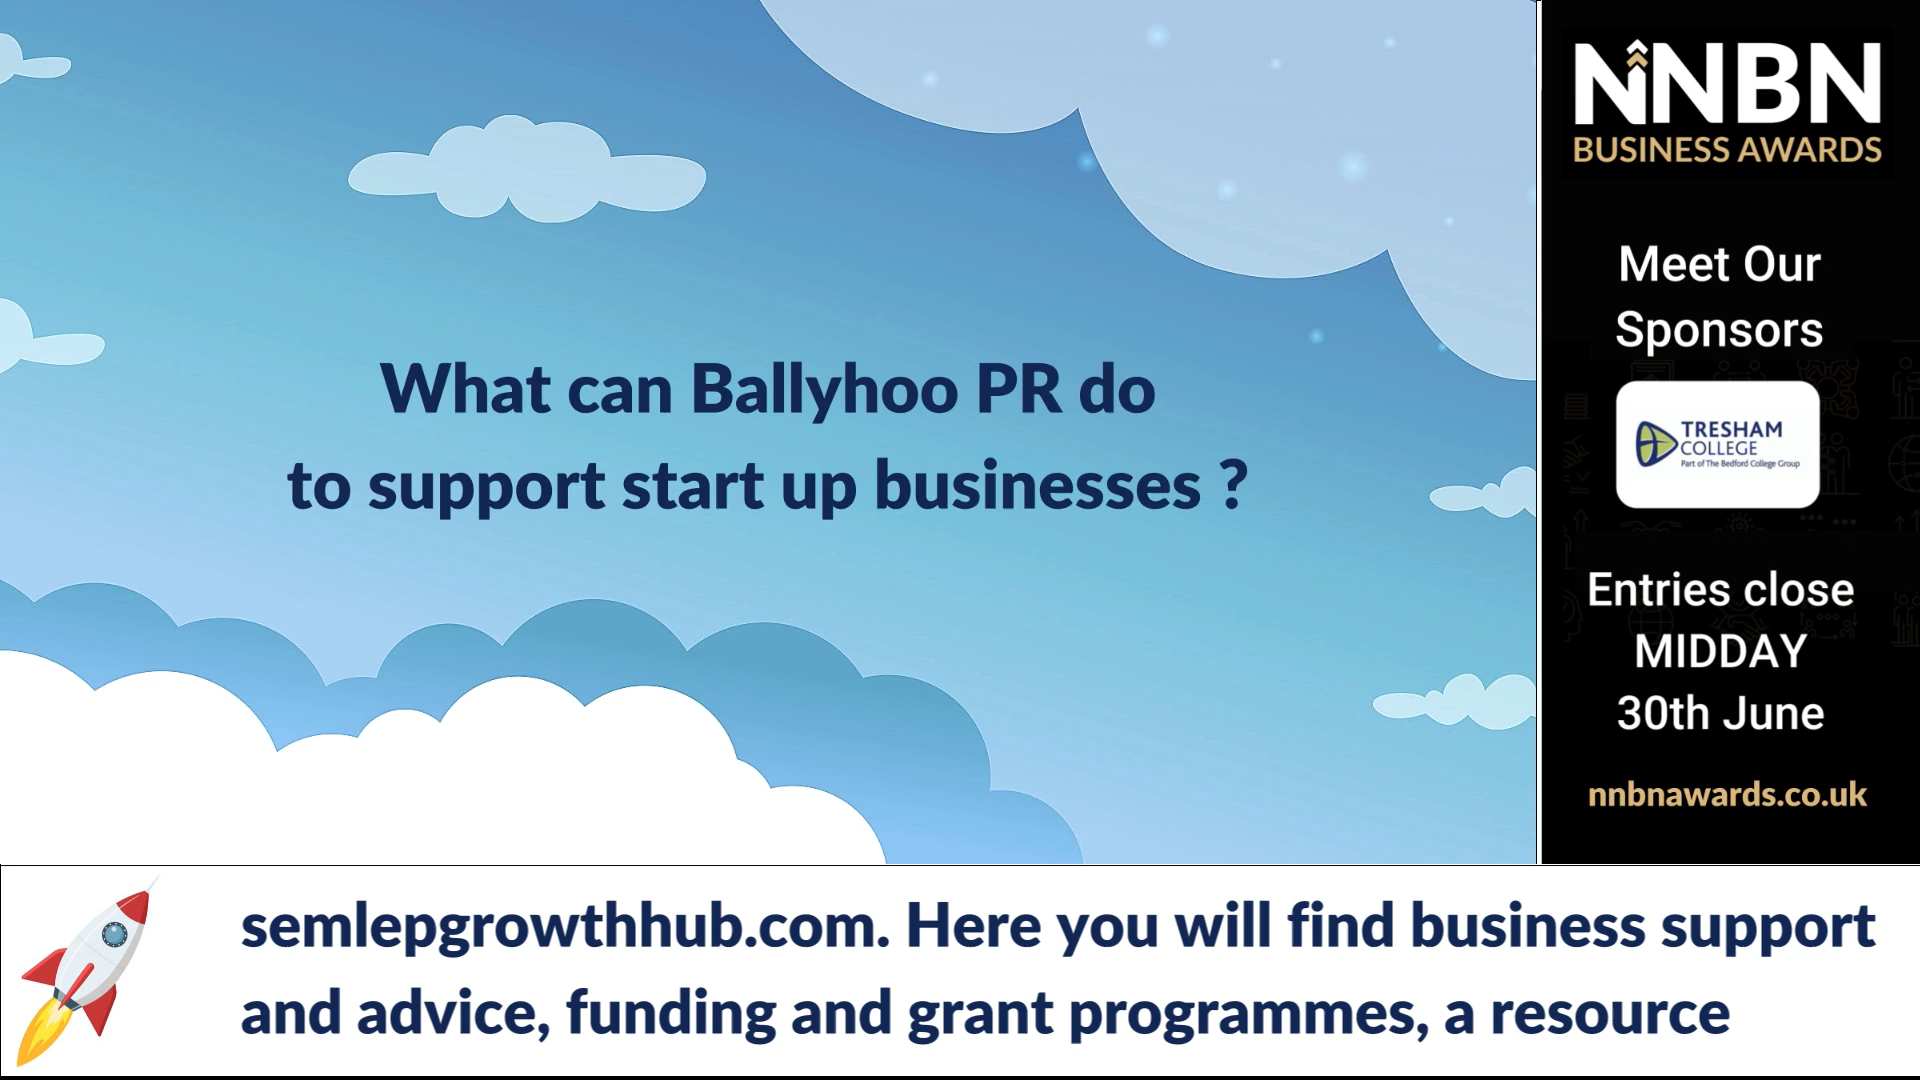 What can Ballyhoo PR do
to support start up businesses ?
NNBN
BUSINESS AWARDS
Meet Our
Sponsors
TRESHAM
COLLEGE
Part of The Bedford College Group
Entries close
MIDDAY
30th June
nnbnawards.co.uk
semlepgrowthhub.com. Here you will find business support
and advice, funding and grant programmes, a resource